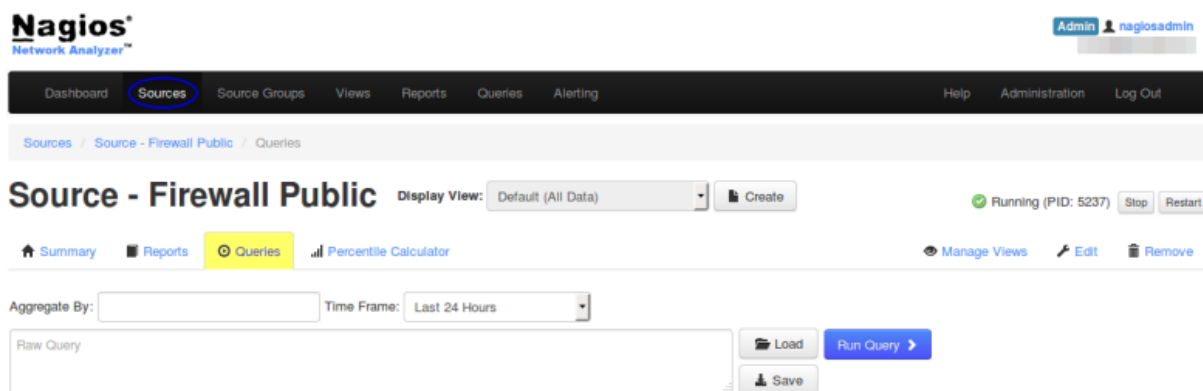 Nagios®
Network Analyzer™
Admin nagiosadmin
Dashboard Sources Source Groups Views Reports Queries Alerting Help Administration Log Out
Sources / Source - Firewall Public / Queries
Source - Firewall Public Display View: Default (All Data) Create Running (PID: 5237) Stop Restart
Summary Reports Queries Percentile Calculator Manage Views Edit Remove
Aggregate By: Time Frame: Last 24 Hours
Raw Query Load Run Query
Save